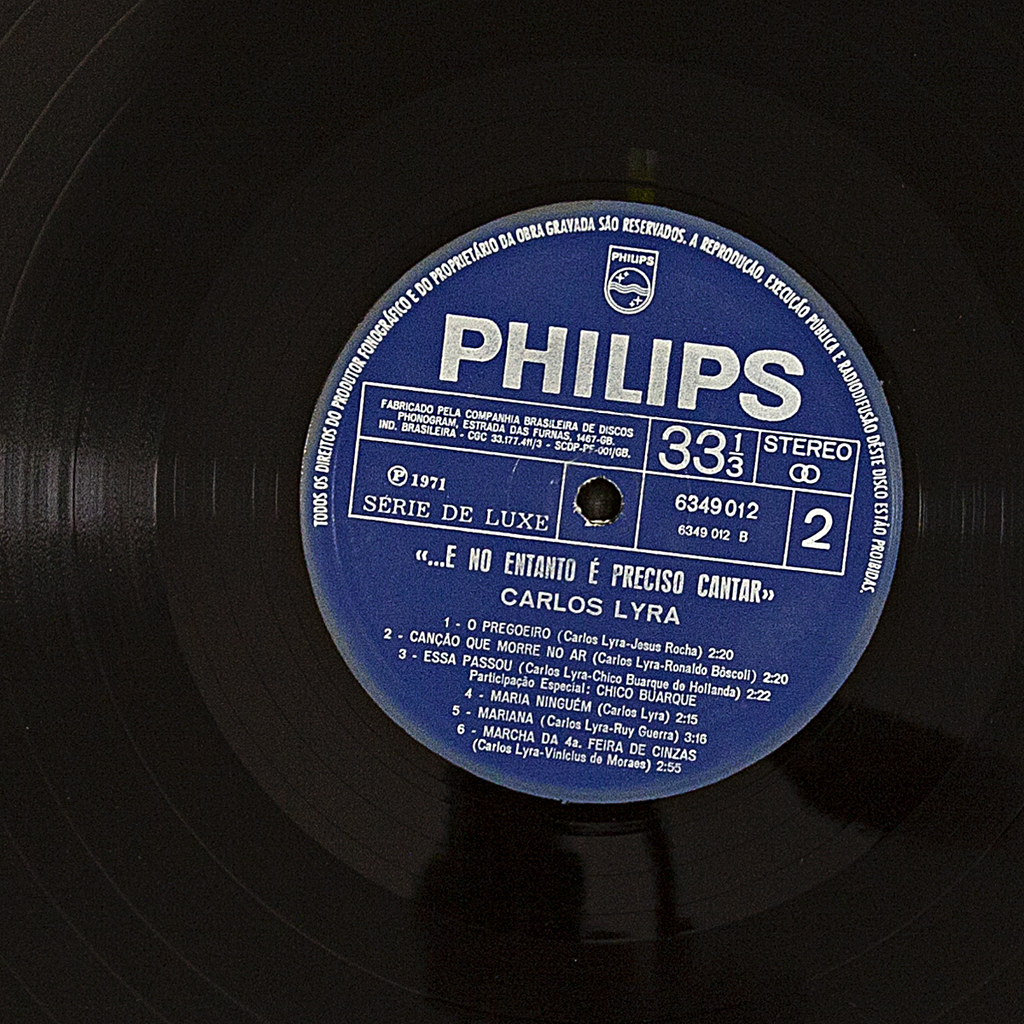 TODOS OS DIREITOS DO PRODUTOR FONOGRÁFICO E DO PROPRIETÁRIO DA OBRA GRAVADA SÃO RESERVADOS. A REPRODUÇÃO, EXECUÇÃO PÚBLICA E RADIODIFUSÃO DÊSTE DISCO ESTÃO PROIBIDAS.
PHILIPS
PHILIPS
FABRICADO PELA COMPANHIA BRASILEIRA DE DISCOS
PHONOGRAM, ESTRADA DAS FURNAS, 1467-GB.
IND. BRASILEIRA - CGC 33.177.411/3 - SCDP-PF-001/GB.
33 1/3
STEREO
Ⓟ 1971
SÉRIE DE LUXE
6349 012
6349 012 B
2
«...E NO ENTANTO É PRECISO CANTAR»
CARLOS LYRA
1 - O PREGOEIRO (Carlos Lyra-Jesus Rocha) 2:20
2 - CANÇÃO QUE MORRE NO AR (Carlos Lyra-Ronaldo Bôscoli) 2:20
3 - ESSA PASSOU (Carlos Lyra-Chico Buarque de Hollanda) 2:22
Participação Especial: CHICO BUARQUE
4 - MARIA NINGUÉM (Carlos Lyra) 2:15
5 - MARIANA (Carlos Lyra-Ruy Guerra) 3:16
6 - MARCHA DA 4a. FEIRA DE CINZAS
(Carlos Lyra-Vinicius de Moraes) 2:55